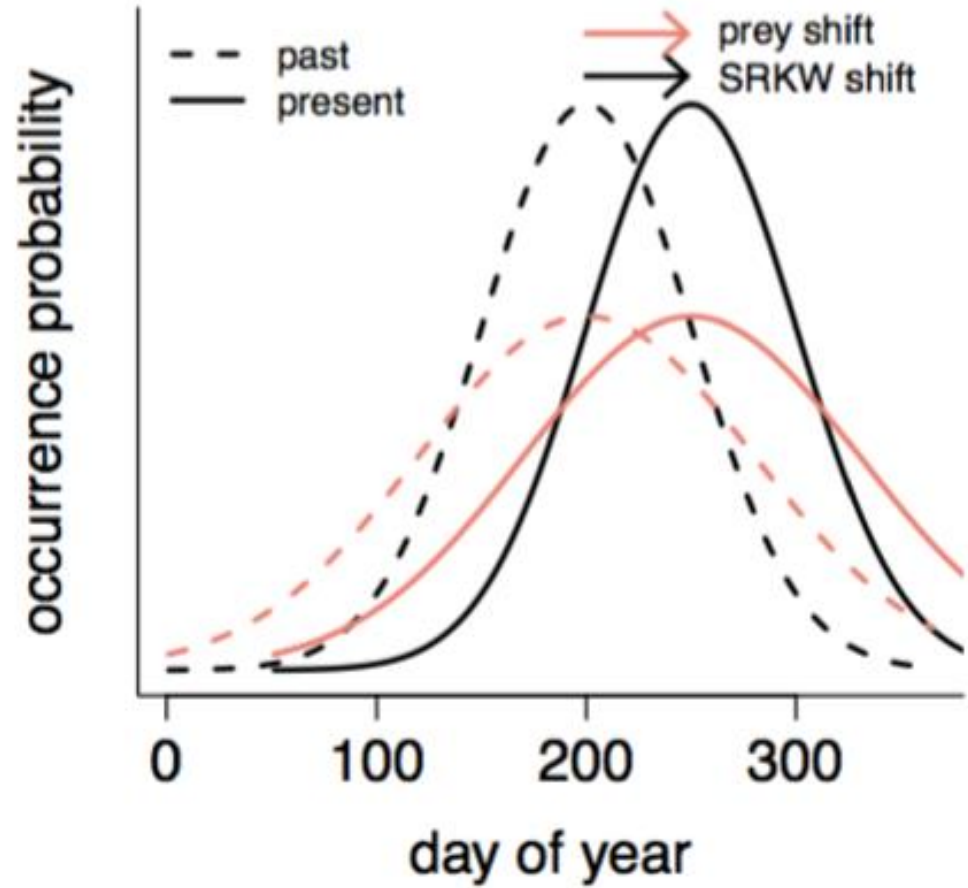 past
present
prey shift
SRKW shift
occurrence probability
0 100 200 300
day of year